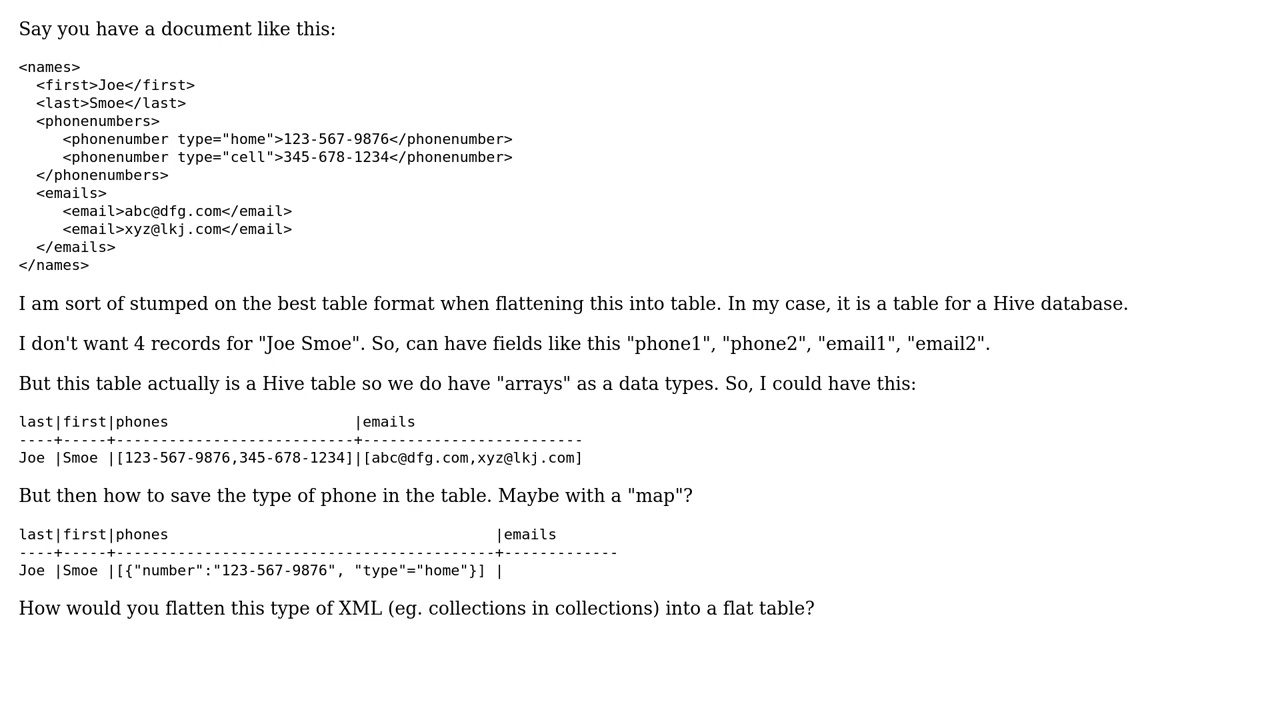 Say you have a document like this:
<names>
  <first>Joe</first>
  <last>Smoe</last>
  <phonenumbers>
     <phonenumber type="home">123-567-9876</phonenumber>
     <phonenumber type="cell">345-678-1234</phonenumber>
  </phonenumbers>
  <emails>
     <email>abc@dfg.com</email>
     <email>xyz@lkj.com</email>
  </emails>
</names>
I am sort of stumped on the best table format when flattening this into table. In my case, it is a table for a Hive database.
I don't want 4 records for "Joe Smoe". So, can have fields like this "phone1", "phone2", "email1", "email2".
But this table actually is a Hive table so we do have "arrays" as a data types. So, I could have this:
last|first|phones                     |emails
----+-----+---------------------------+-------------------------
Joe |Smoe |[123-567-9876,345-678-1234]|[abc@dfg.com,xyz@lkj.com]
But then how to save the type of phone in the table. Maybe with a "map"?
last|first|phones                                     |emails
----+-----+-------------------------------------------+-------------
Joe |Smoe |[{"number":"123-567-9876", "type"="home"}] |
How would you flatten this type of XML (eg. collections in collections) into a flat table?